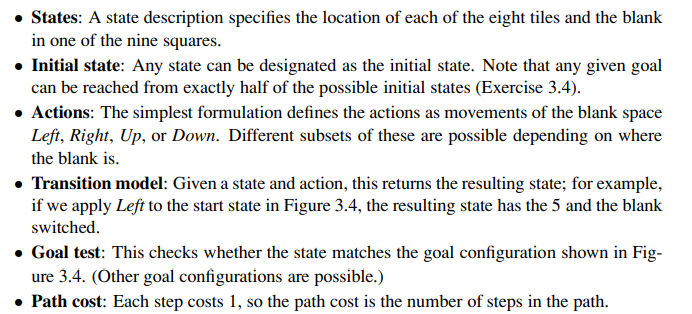 • States: A state description specifies the location of each of the eight tiles and the blank
in one of the nine squares.
• Initial state: Any state can be designated as the initial state. Note that any given goal
can be reached from exactly half of the possible initial states (Exercise 3.4).
• Actions: The simplest formulation defines the actions as movements of the blank space
Left, Right, Up, or Down. Different subsets of these are possible depending on where
the blank is.
• Transition model: Given a state and action, this returns the resulting state; for example,
if we apply Left to the start state in Figure 3.4, the resulting state has the 5 and the blank
switched.
• Goal test: This checks whether the state matches the goal configuration shown in Fig-
ure 3.4. (Other goal configurations are possible.)
• Path cost: Each step costs 1, so the path cost is the number of steps in the path.